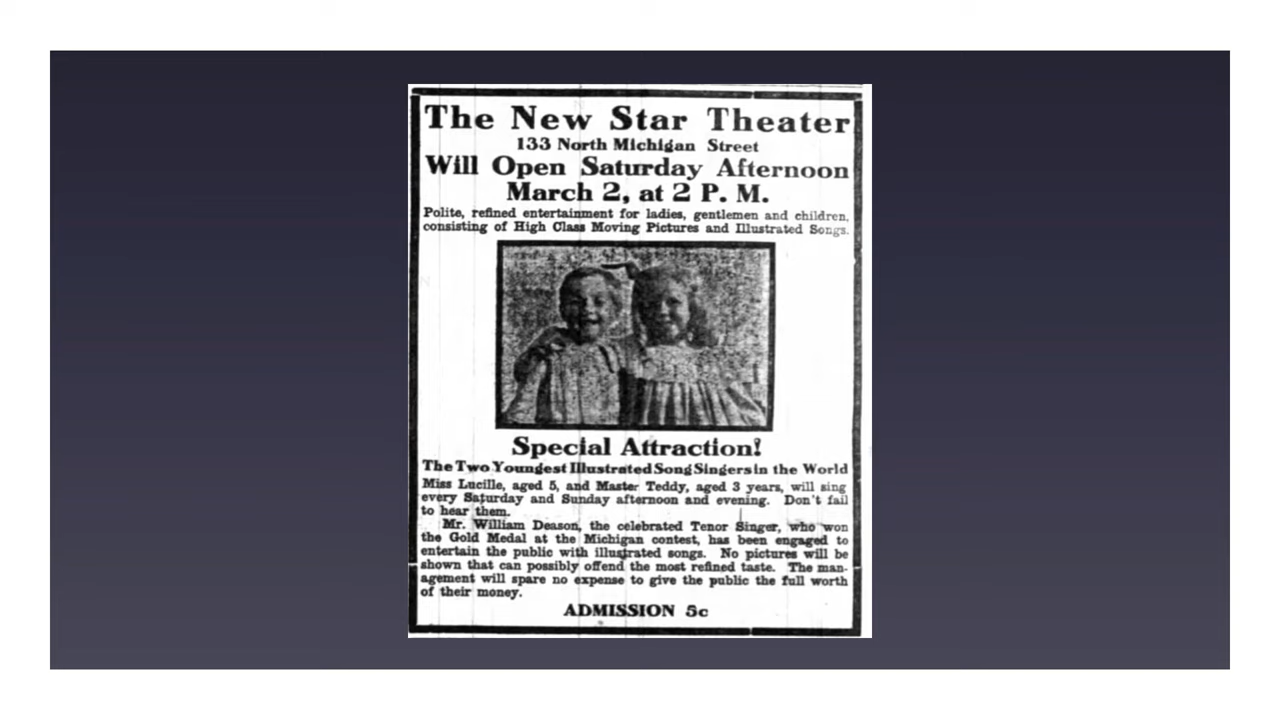 The New Star Theater
133 North Michigan Street
Will Open Saturday Afternoon
March 2, at 2 P. M.
Polite, refined entertainment for ladies, gentlemen and children,
consisting of High Class Moving Pictures and Illustrated Songs.
Special Attraction!
The Two Youngest Illustrated Song Singers in the World
Miss Lucille, aged 5, and Master Teddy, aged 3 years, will sing
every Saturday and Sunday afternoon and evening. Don't fail
to hear them.
Mr. William Deason, the celebrated Tenor Singer, who won
the Gold Medal at the Michigan contest, has been engaged to
entertain the public with illustrated songs. No pictures will be
shown that can possibly offend the most refined taste. The man-
agement will spare no expense to give the public the full worth
of their money.
ADMISSION 5c